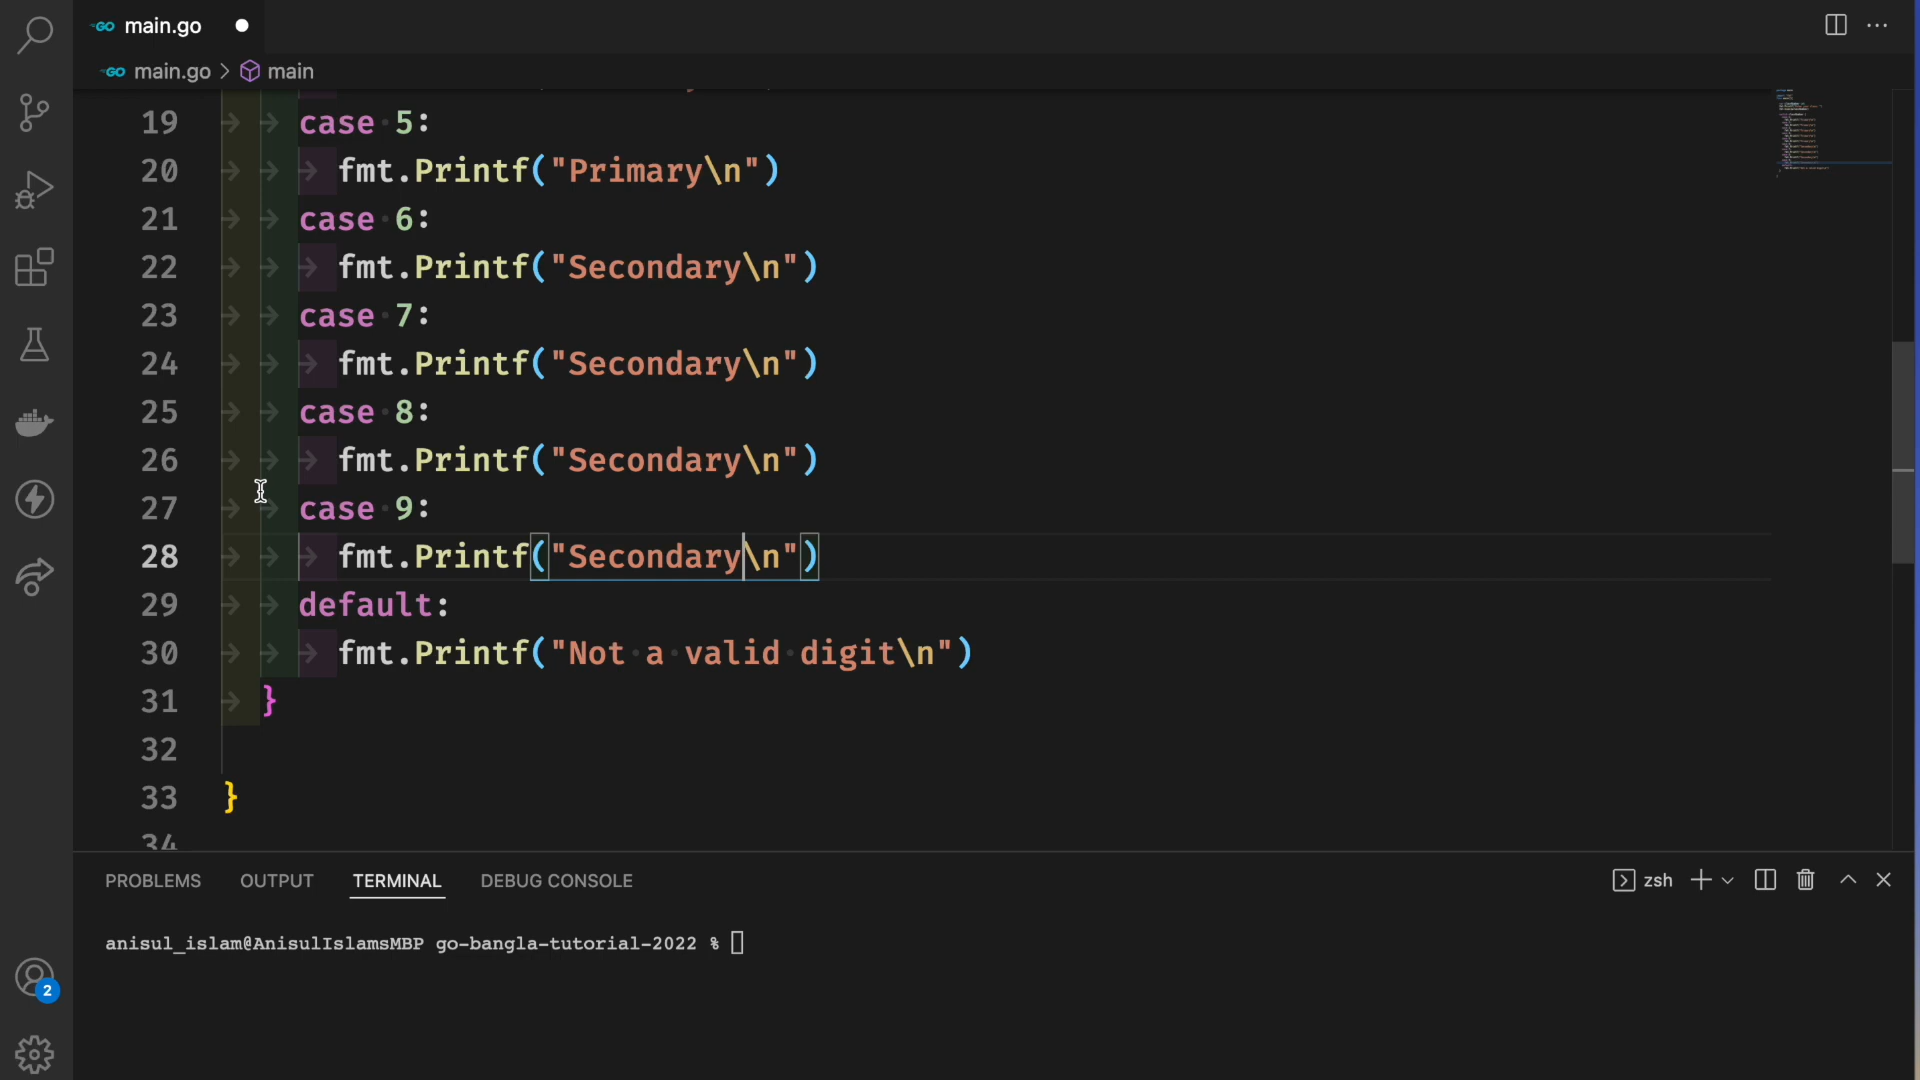 GO main.go
GO main.go > main
19 case 5:
20 fmt.Printf("Primary\n")
21 case 6:
22 fmt.Printf("Secondary\n")
23 case 7:
24 fmt.Printf("Secondary\n")
25 case 8:
26 fmt.Printf("Secondary\n")
27 case 9:
28 fmt.Printf("Secondary\n")
29 default:
30 fmt.Printf("Not a valid digit\n")
31 }
32
33 }
34
PROBLEMS OUTPUT TERMINAL DEBUG CONSOLE zsh
anisul_islam@AnisulIslamsMBP go-bangla-tutorial-2022 %
2